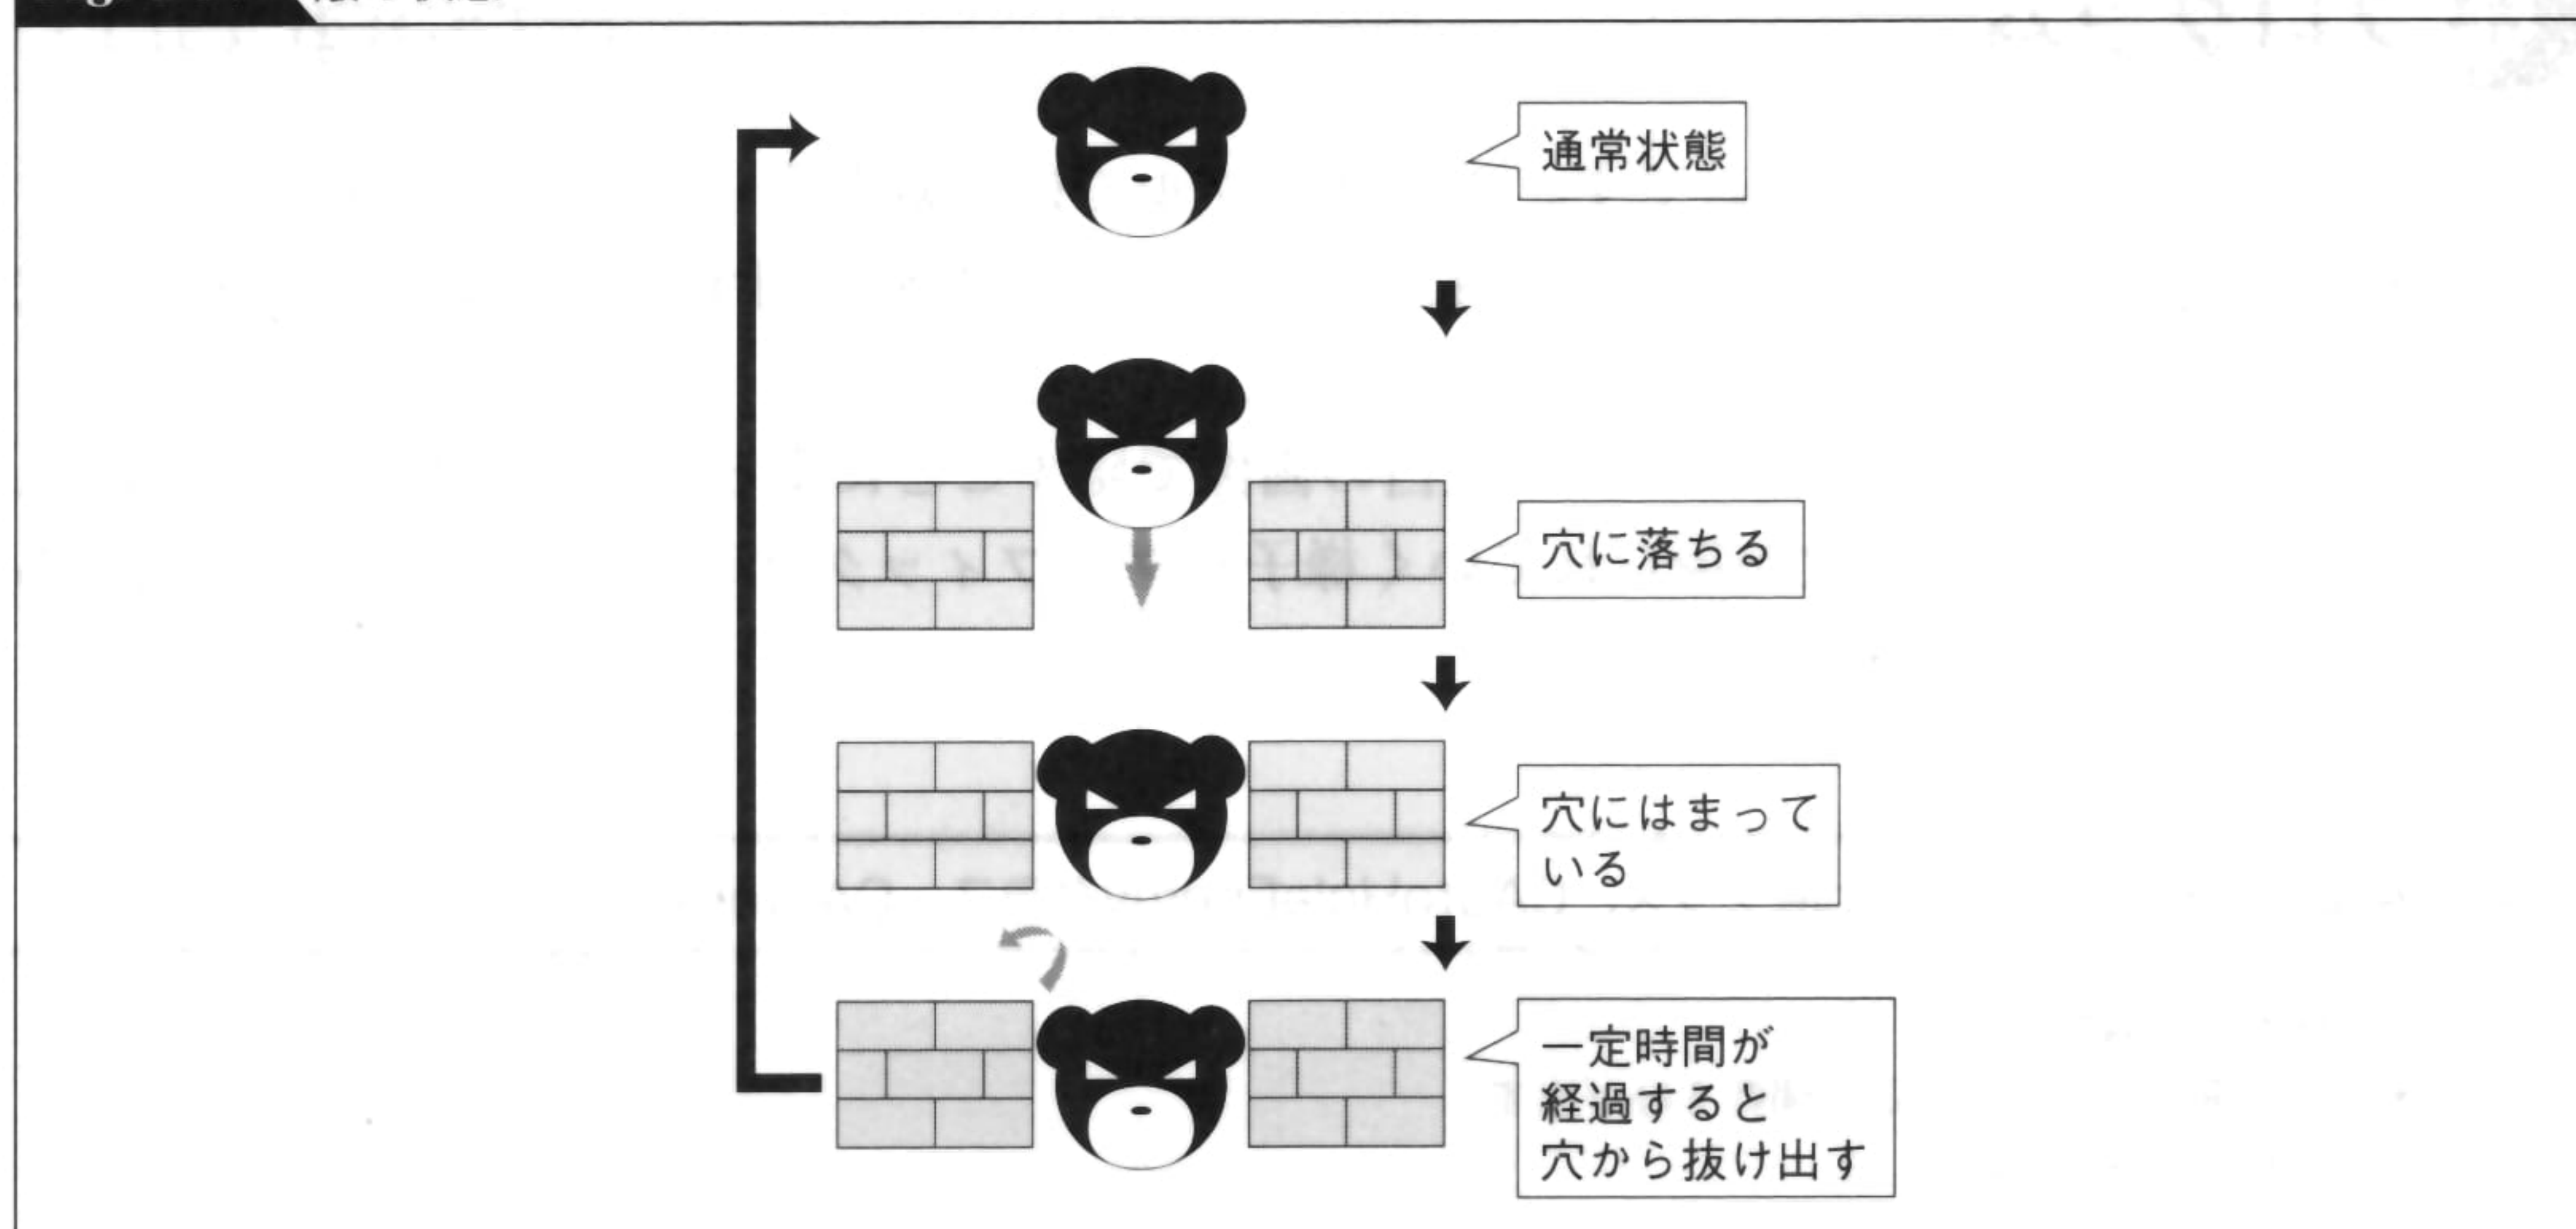 通常状態
穴に落ちる
穴にはまって
いる
一定時間が
経過すると
穴から抜け出す